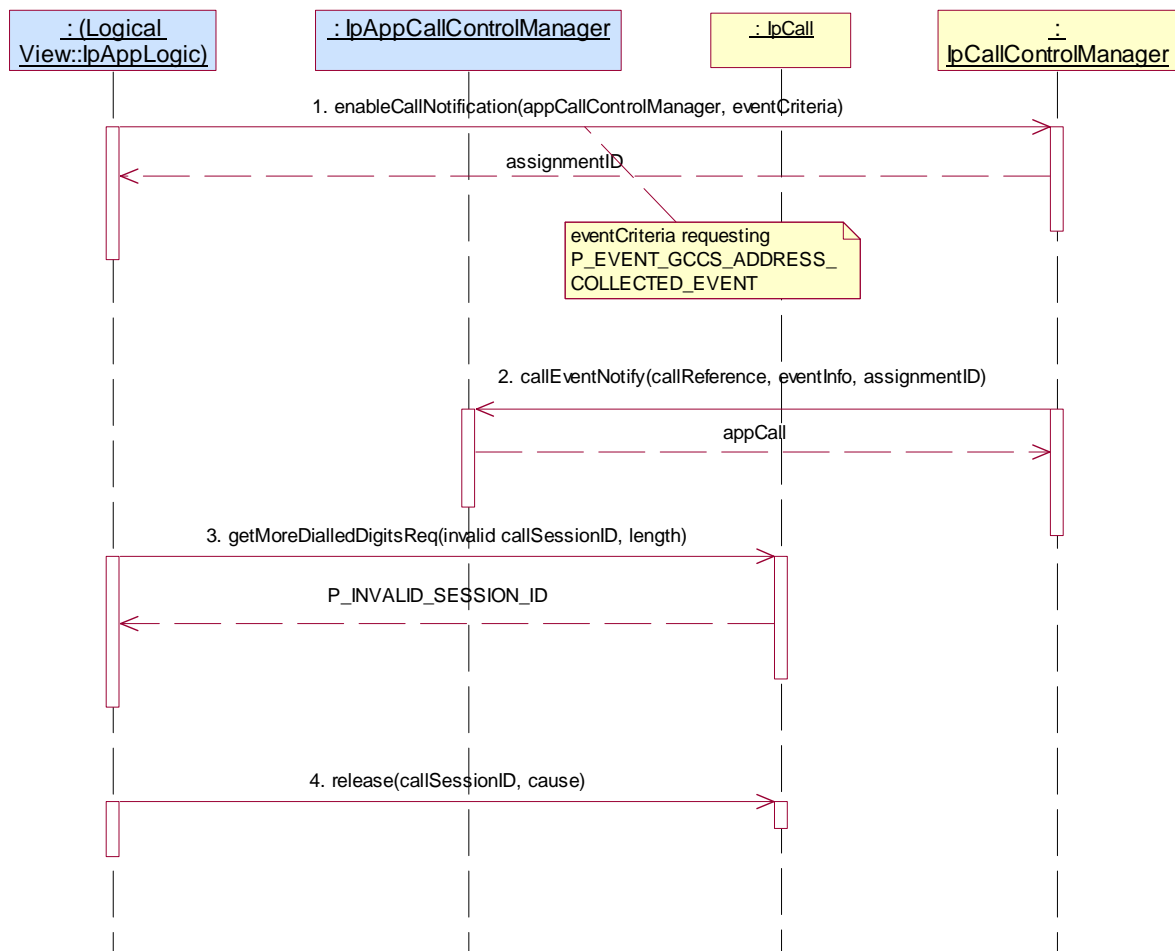 : (Logical
View::IpAppLogic)
: IpAppCallControlManager
: IpCall
:
IpCallControlManager
1. enableCallNotification(appCallControlManager, eventCriteria)
assignmentID
eventCriteria requesting
P_EVENT_GCCS_ADDRESS_
COLLECTED_EVENT
2. callEventNotify(callReference, eventInfo, assignmentID)
appCall
3. getMoreDialledDigitsReq(invalid callSessionID, length)
P_INVALID_SESSION_ID
4. release(callSessionID, cause)